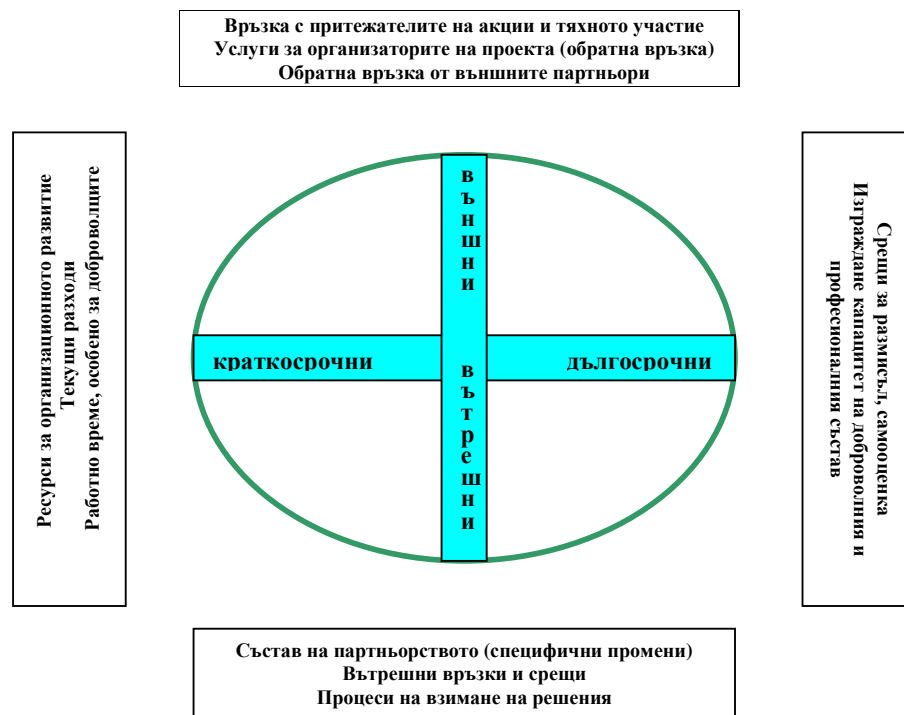 Връзка с притежателите на акции и тяхното участие
Услуги за организаторите на проекта (обратна връзка)
Обратна връзка от външните партньори
Ресурси за организационното развитие
Текущи разходи
Работно време, особено за доброволците
външни
краткосрочни
дългосрочни
вътрешни
Срещи за размисъл, самооценка
Изграждане капацитет на доброволния и
професионалния състав
Състав на партньорството (специфични промени)
Вътрешни връзки и срещи
Процеси на взимане на решения